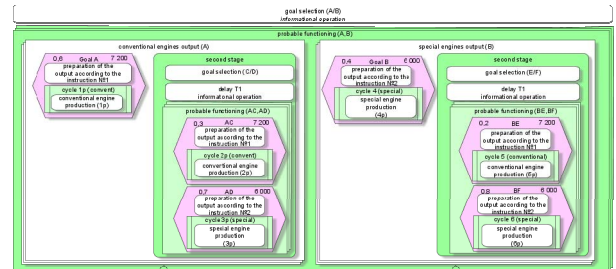 goal selection (A/B)
informational operation
probable functioning (A,B)
conventional engines output (A)
0,6 Goal A 7 200
preparation of the
output according to the
instruction №1
cycle 1p (convent)
conventional engine
production (1p)
second stage
goal selection (C/D)
delay T1
informational operation
probable functioning (AC,AD)
0,3 AC 7 200
preparation of the
output according to the
instruction №1
cycle 2p (convent)
conventional engine
production (2p)
0,7 AD 6 000
preparation of the
output according to the
instruction №2
cycle3p (special)
special engine
production
(3p)
special engines output (B)
0,4 Goal B 6 000
preparation of the
output according to the
instruction №2
cycle 4 (special)
special engine
production
(4p)
second stage
goal selection (E/F)
delay T1
informational operation
probable functioning (BE,BF)
0,2 BE 7 200
preparation of the
output according to the
instruction №1
cycle 5 (conventional)
conventional engine
production (5p)
0,8 BF 6 000
preparation of the
output according to the
instruction №2
cycle 6 (special)
special engine
production
(6p)